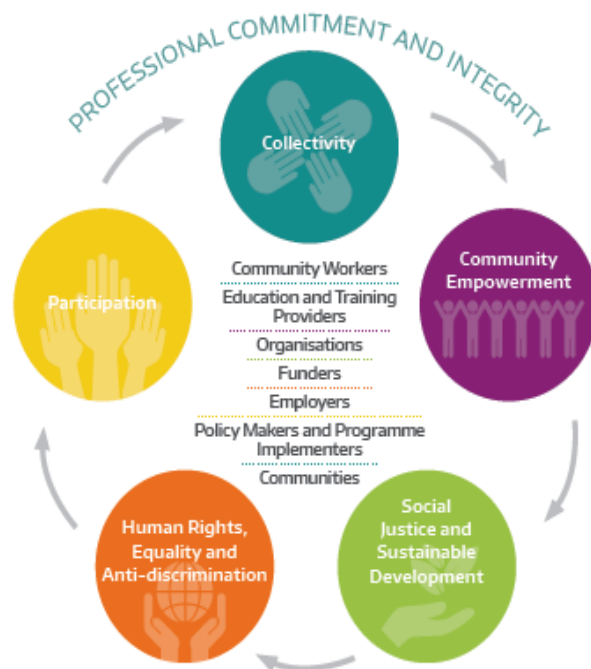 PROFESSIONAL COMMITMENT AND INTEGRITY
Collectivity
Community
Empowerment
Participation
Community Workers
Education and Training
Providers
Organisations
Funders
Employers
Policy Makers and Programme
Implementers
Communities
Social
Justice and
Sustainable
Development
Human Rights,
Equality and
Anti-discrimination